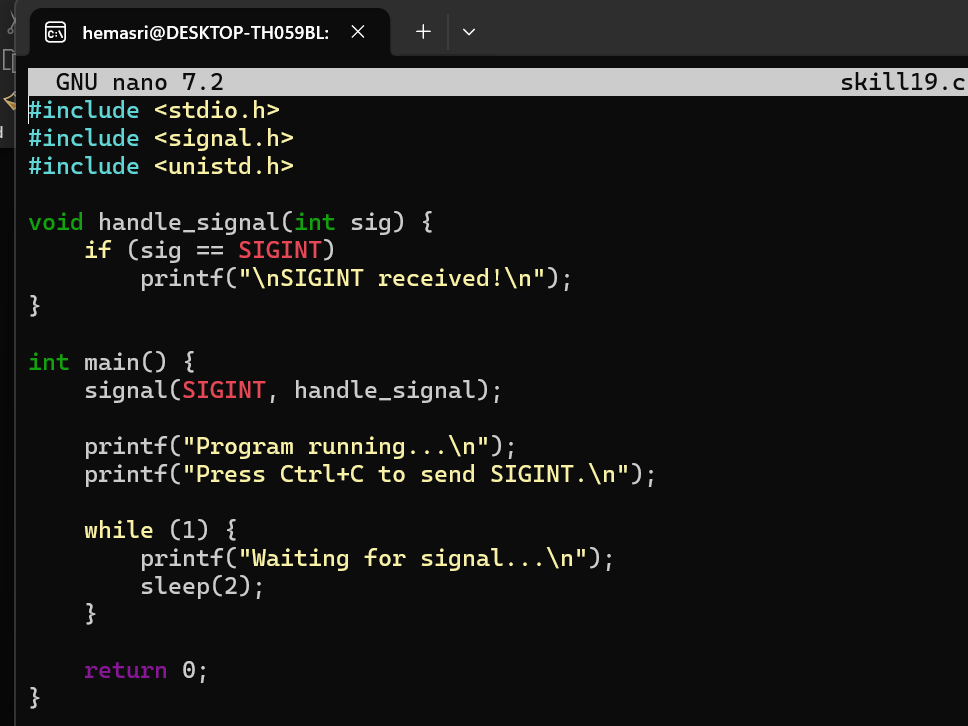 hemasri@DESKTOP-TH059BL:
GNU nano 7.2 skill19.c
#include <stdio.h>
#include <signal.h>
#include <unistd.h>

void handle_signal(int sig) {
    if (sig == SIGINT)
        printf("\nSIGINT received!\n");
}

int main() {
    signal(SIGINT, handle_signal);

    printf("Program running...\n");
    printf("Press Ctrl+C to send SIGINT.\n");

    while (1) {
        printf("Waiting for signal...\n");
        sleep(2);
    }

    return 0;
}